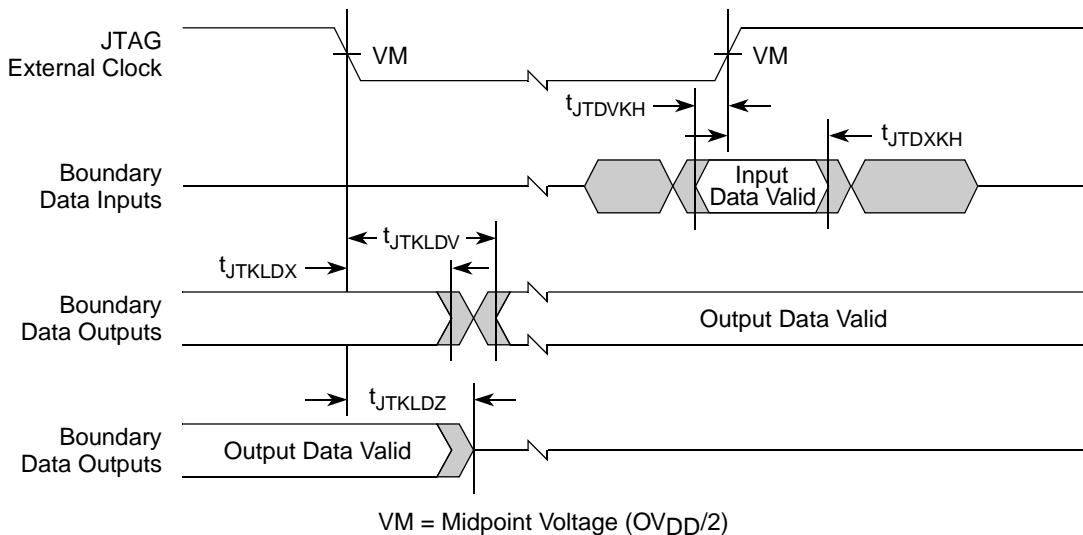 JTAG
External Clock
VM
VM
tJTDVKH
tJTDXKH
Boundary
Data Inputs
Input
Data Valid
tJTKLDV
tJTKLDX
Boundary
Data Outputs
Output Data Valid
tJTKLDZ
Boundary
Data Outputs
Output Data Valid
VM = Midpoint Voltage (OVDD/2)